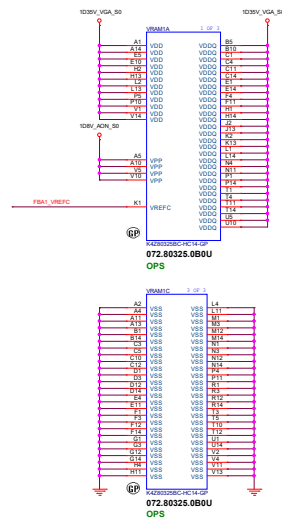 1D35V_VGA_S0
1D35V_VGA_S0
VRAM1A
1 OF 3
A1 VDD VDDQ B5
A14 VDD VDDQ B10
E5 VDD VDDQ C1
E10 VDD VDDQ C4
H2 VDD VDDQ C11
H13 VDD VDDQ C14
L2 VDD VDDQ E1
L13 VDD VDDQ E14
P5 VDD VDDQ F4
P10 VDD VDDQ F11
V1 VDD VDDQ H1
V14 VDD VDDQ H14
VDDQ J2
1D8V_AON_S0
VDDQ J13
VDDQ K2
VDDQ K13
VDDQ L1
A5 VPP VDDQ L14
A10 VPP VDDQ N4
V5 VPP VDDQ N11
V10 VPP VDDQ P1
VDDQ P14
VDDQ T1
VDDQ T4
FBA1_VREFC K1 VREFC VDDQ T11
VDDQ T14
VDDQ U5
VDDQ U10
GP
K4Z80325BC-HC14-GP
072.80325.0B0U
OPS
VRAM1C
3 OF 3
A2 VSS VSS L4
A4 VSS VSS L11
A11 VSS VSS M1
A13 VSS VSS M3
B1 VSS VSS M12
B14 VSS VSS M14
C3 VSS VSS N1
C5 VSS VSS N3
C10 VSS VSS N12
C12 VSS VSS N14
D1 VSS VSS P4
D3 VSS VSS P11
D12 VSS VSS R1
D14 VSS VSS R3
E4 VSS VSS R12
E11 VSS VSS R14
F1 VSS VSS T3
F3 VSS VSS T5
F12 VSS VSS T10
F14 VSS VSS T12
G1 VSS VSS U1
G3 VSS VSS U14
G12 VSS VSS V2
G14 VSS VSS V4
H4 VSS VSS V11
H11 VSS VSS V13
GP
K4Z80325BC-HC14-GP
072.80325.0B0U
OPS